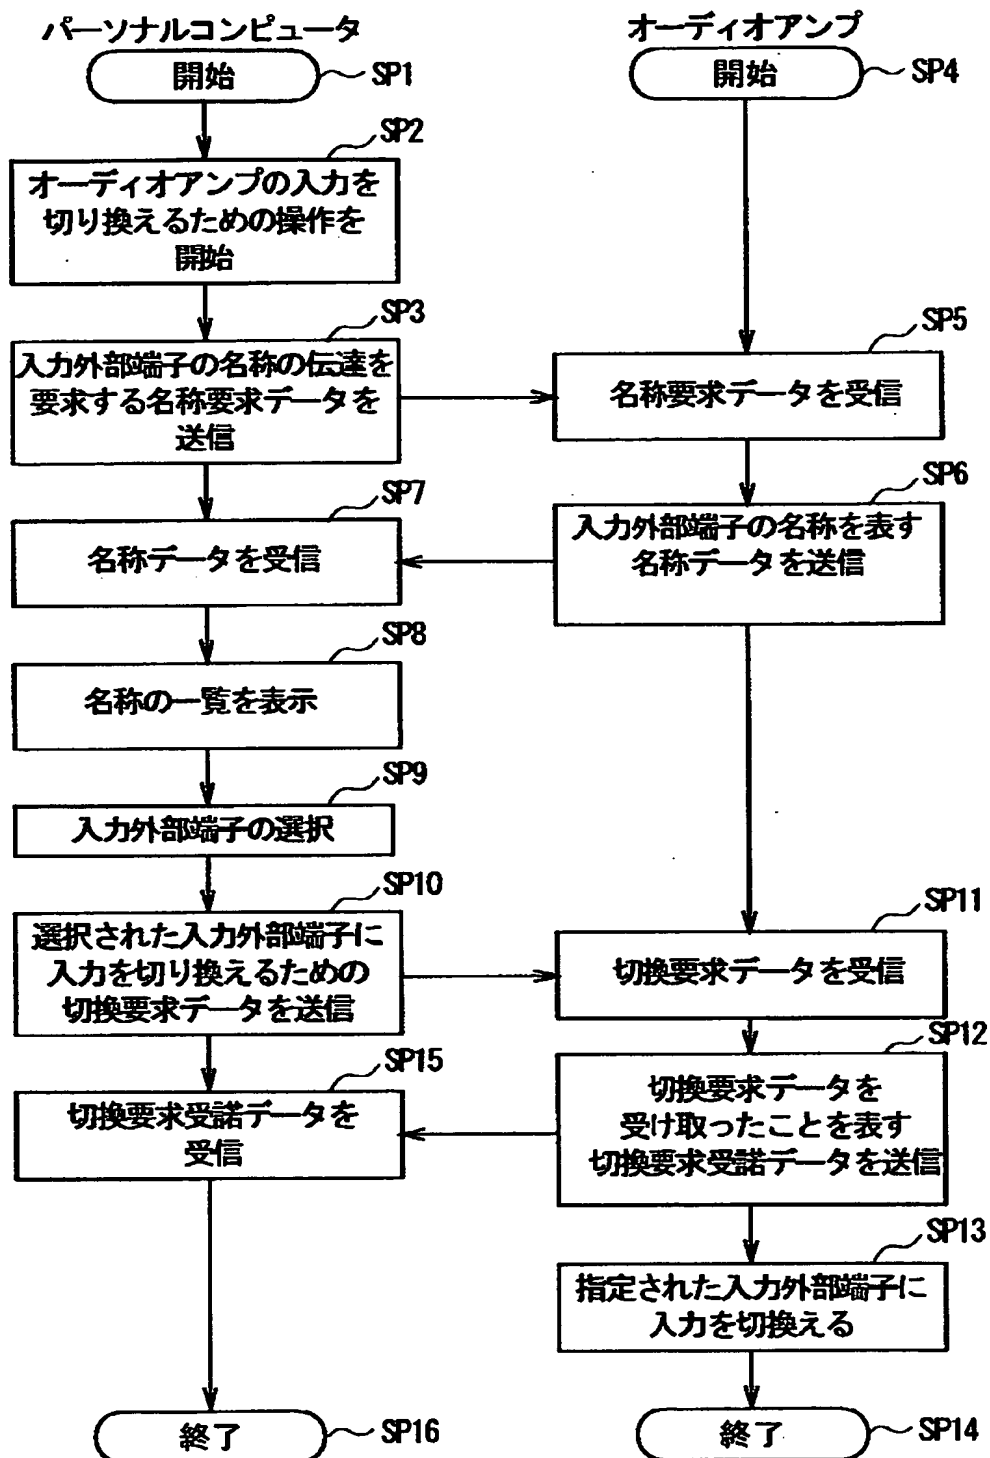 パーソナルコンピュータ
開始
SP1
SP2
オーディオアンプの入力を
切り換えるための操作を
開始
SP3
入力外部端子の名称の伝達を
要求する名称要求データを
送信
SP7
名称データを受信
SP8
名称の一覧を表示
SP9
入力外部端子の選択
SP10
選択された入力外部端子に
入力を切り換えるための
切換要求データを送信
SP15
切換要求受諾データを
受信
終了
SP16
オーディオアンプ
開始
SP4
SP5
名称要求データを受信
SP6
入力外部端子の名称を表す
名称データを送信
SP11
切換要求データを受信
SP12
切換要求データを
受け取ったことを表す
切換要求受諾データを送信
SP13
指定された入力外部端子に
入力を切換える
終了
SP14